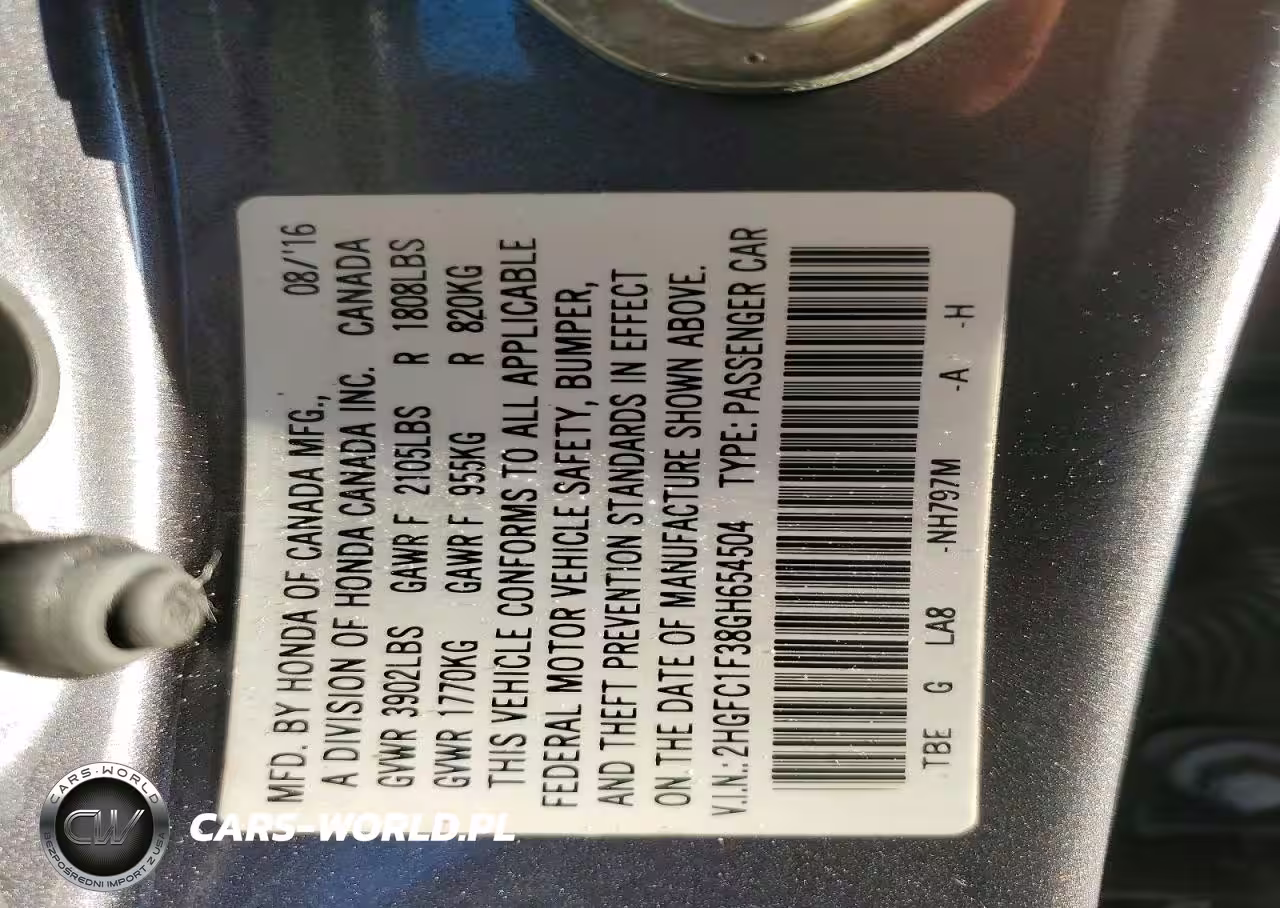 MFD. BY HONDA OF CANADA MFG., 08/'16
A DIVISION OF HONDA CANADA INC. CANADA
GVWR 3902LBS GAWR F 2105LBS R 1808LBS
GVWR 1770KG GAWR F 955KG R 820KG
THIS VEHICLE CONFORMS TO ALL APPLICABLE
FEDERAL MOTOR VEHICLE SAFETY, BUMPER,
AND THEFT PREVENTION STANDARDS IN EFFECT
ON THE DATE OF MANUFACTURE SHOWN ABOVE.
V.I.N.: 2HGFC1F38GH654504 TYPE: PASSENGER CAR
TBE G LA8 -NH797M -A -H
CARS-WORLD
CW
BEZPOŚREDNI IMPORT Z USA
CARS-WORLD.PL